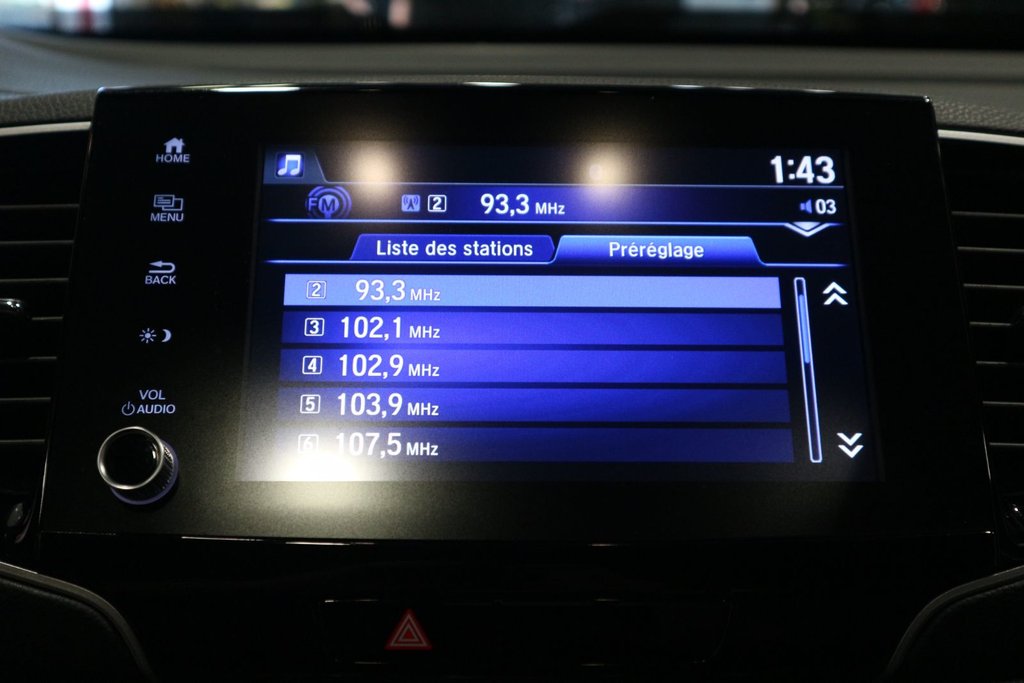 HOME
MENU
BACK
VOL
AUDIO
1:43
FM 2 93,3 MHz 03
Liste des stations Préréglage
2 93,3 MHz
3 102,1 MHz
4 102,9 MHz
5 103,9 MHz
6 107,5 MHz